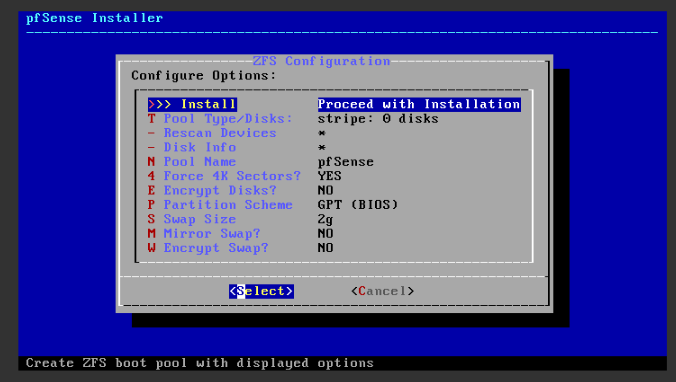 pfSense Installer
ZFS Configuration
Configure Options:
>>> Install Proceed with Installation
T Pool Type/Disks: stripe: 0 disks
- Rescan Devices *
- Disk Info *
N Pool Name pfSense
4 Force 4K Sectors? YES
E Encrypt Disks? NO
P Partition Scheme GPT (BIOS)
S Swap Size 2g
M Mirror Swap? NO
W Encrypt Swap? NO
<Select> <Cancel>
Create ZFS boot pool with displayed options